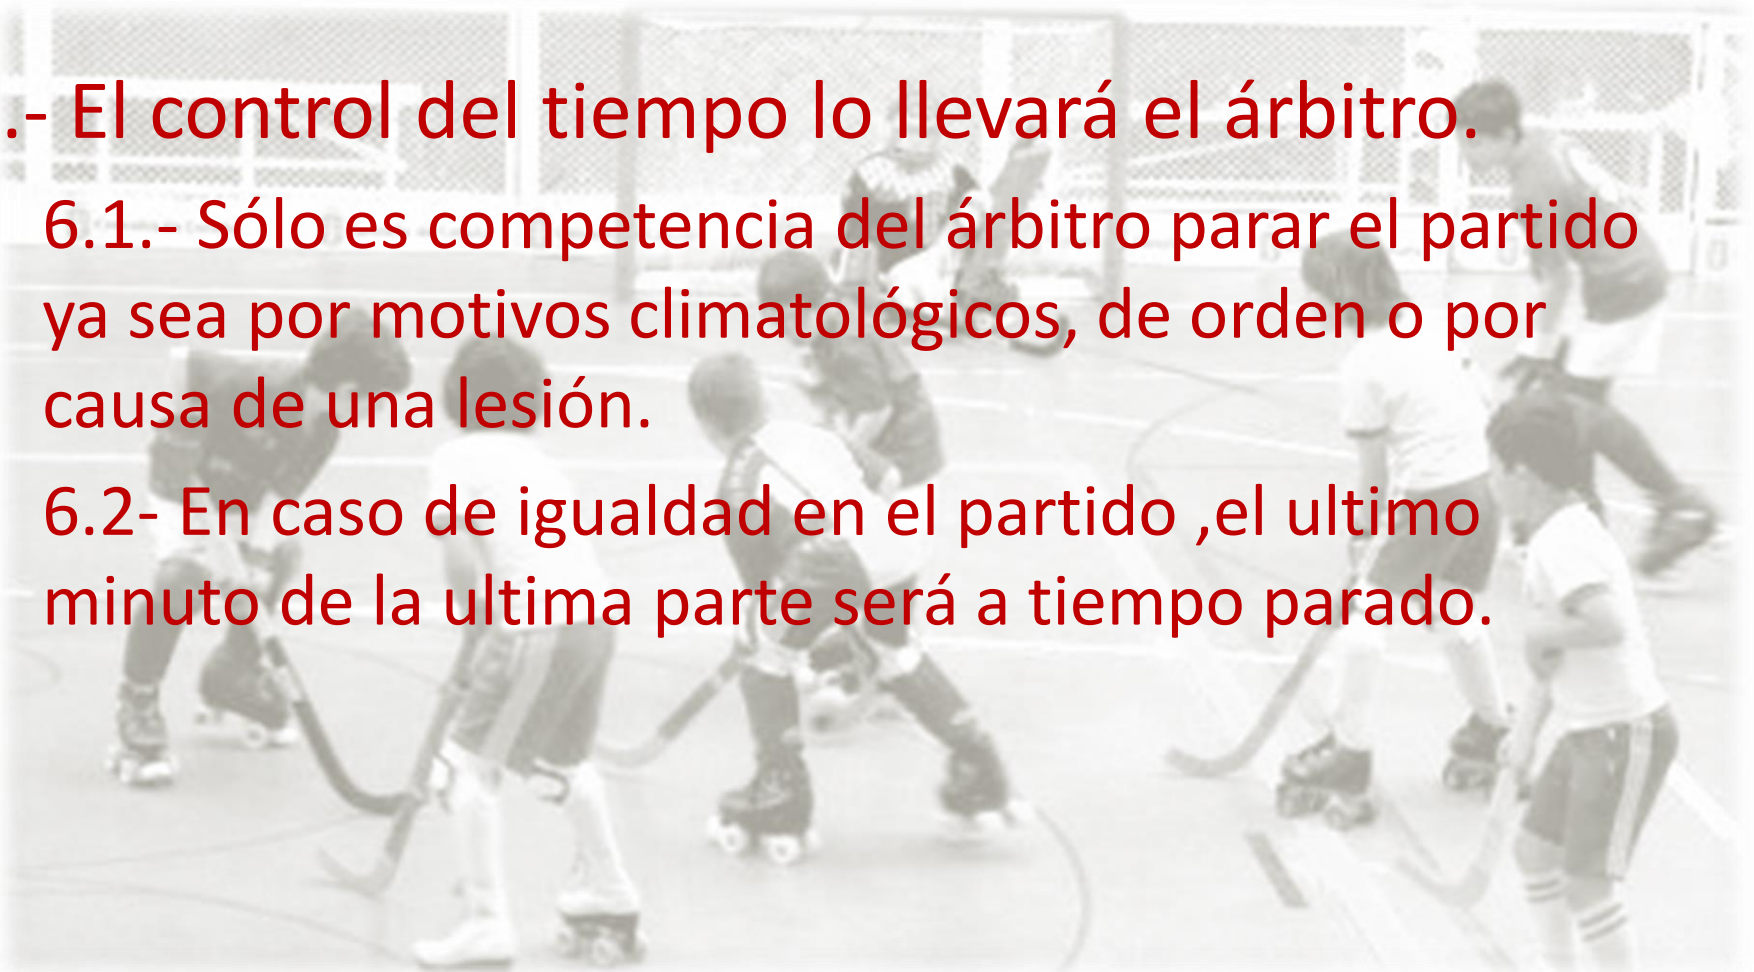 .- El control del tiempo lo llevará el árbitro.
6.1.- Sólo es competencia del árbitro parar el partido
ya sea por motivos climatológicos, de orden o por
causa de una lesión.
6.2- En caso de igualdad en el partido ,el ultimo
minuto de la ultima parte será a tiempo parado.